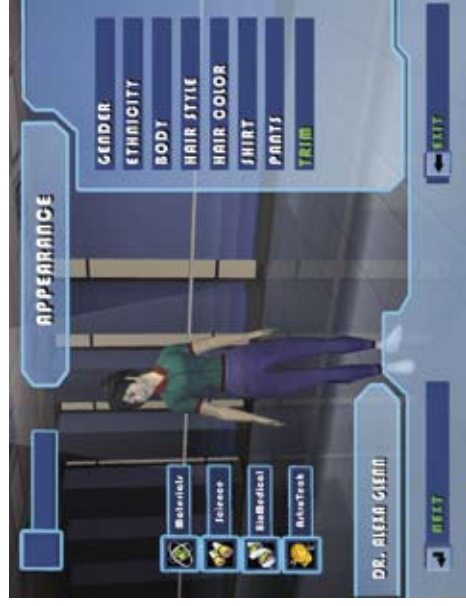 APPEARANCE
Materials
Science
BioMedical
AstroTech
GENDER
ETHNICITY
BODY
HAIR STYLE
HAIR COLOR
SHIRT
PANTS
TRIM
DR. ALEXA GLENN
NEXT
EXIT